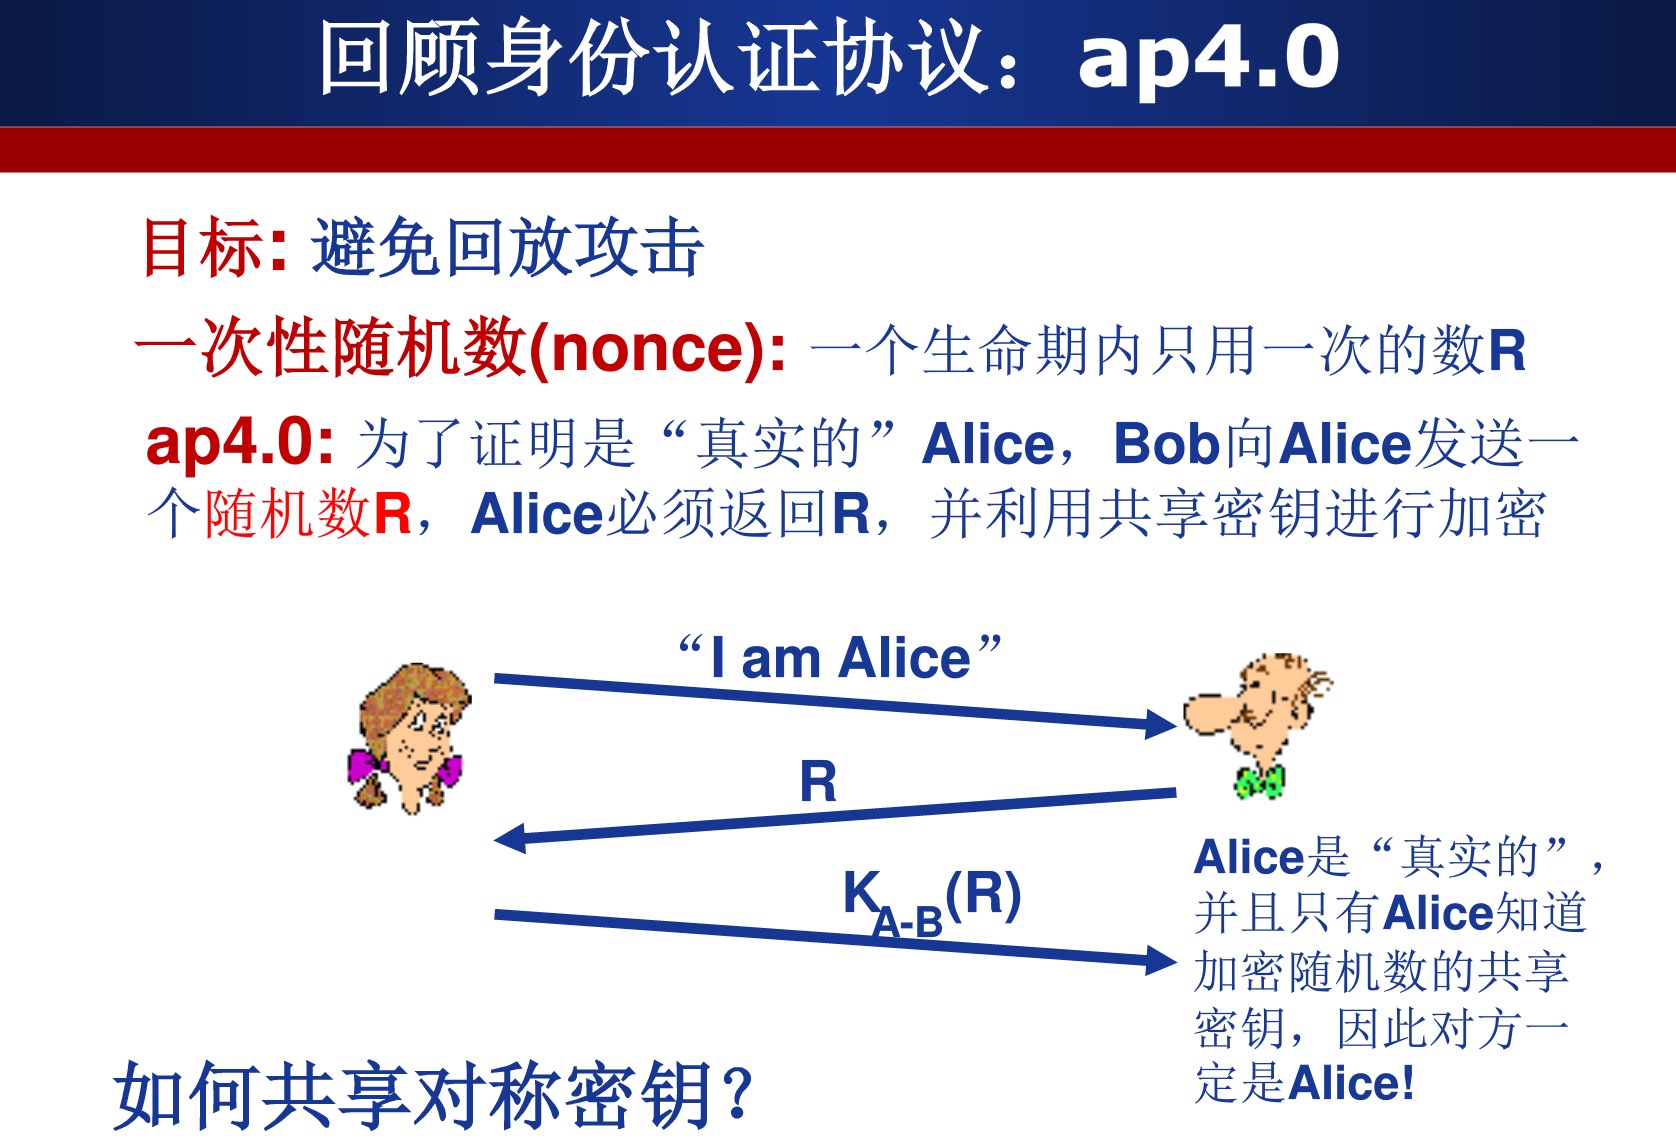 回顾身份认证协议：ap4.0
目标: 避免回放攻击
一次性随机数(nonce): 一个生命期内只用一次的数R
ap4.0: 为了证明是“真实的”Alice，Bob向Alice发送一
个随机数R，Alice必须返回R，并利用共享密钥进行加密
“I am Alice”
R
K A-B (R)
Alice是“真实的”，
并且只有Alice知道
加密随机数的共享
密钥，因此对方一
定是Alice!
如何共享对称密钥？